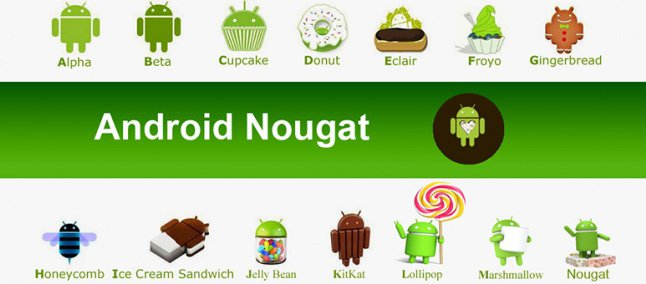 Alpha Beta Cupcake Donut Eclair Froyo Gingerbread
Android Nougat
Honeycomb Ice Cream Sandwich Jelly Bean KitKat Lollipop Marshmallow Nougat